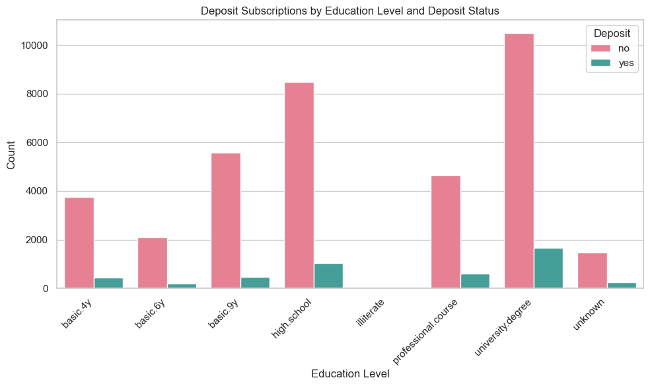 Deposit Subscriptions by Education Level and Deposit Status
Deposit
no
yes
Count
10000
8000
6000
4000
2000
0
basic.4y
basic.6y
basic.9y
high.school
illiterate
professional.course
university.degree
unknown
Education Level